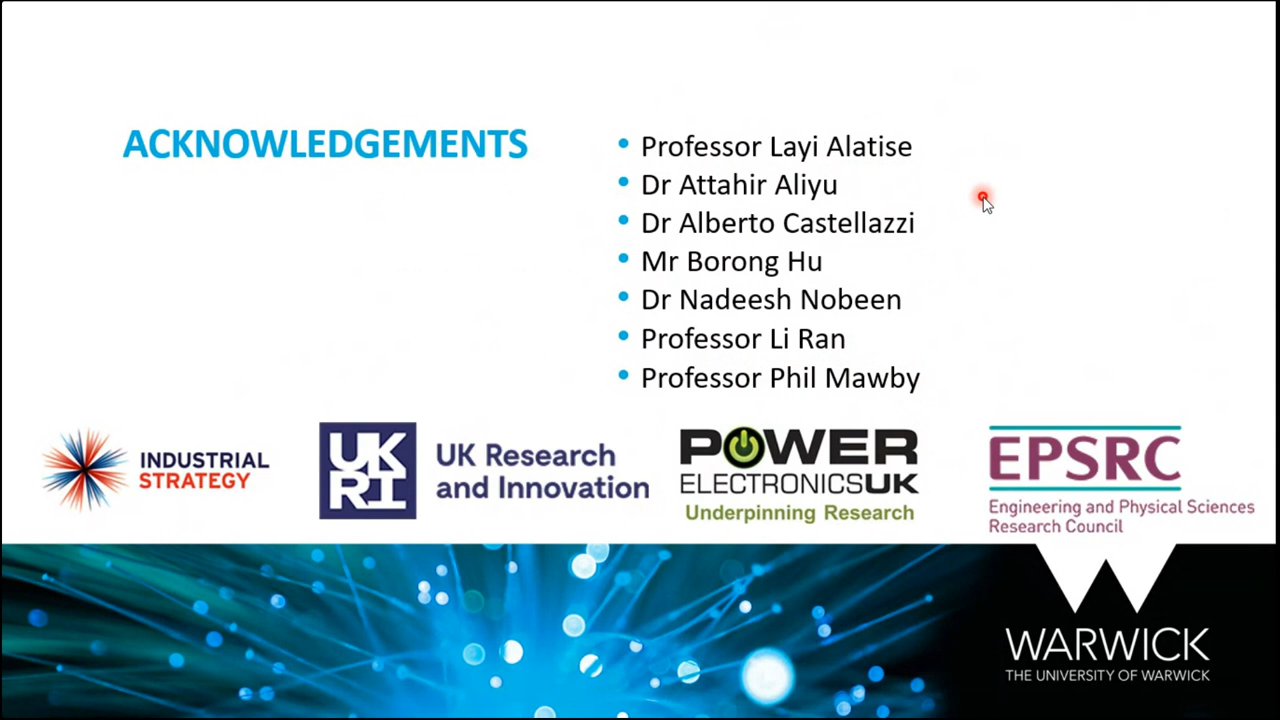 ACKNOWLEDGEMENTS
• Professor Layi Alatise
• Dr Attahir Aliyu
• Dr Alberto Castellazzi
• Mr Borong Hu
• Dr Nadeesh Nobeen
• Professor Li Ran
• Professor Phil Mawby
INDUSTRIAL
STRATEGY
UK
RI
UK Research
and Innovation
POWER
ELECTRONICSUK
Underpinning Research
EPSRC
Engineering and Physical Sciences
Research Council
WARWICK
THE UNIVERSITY OF WARWICK